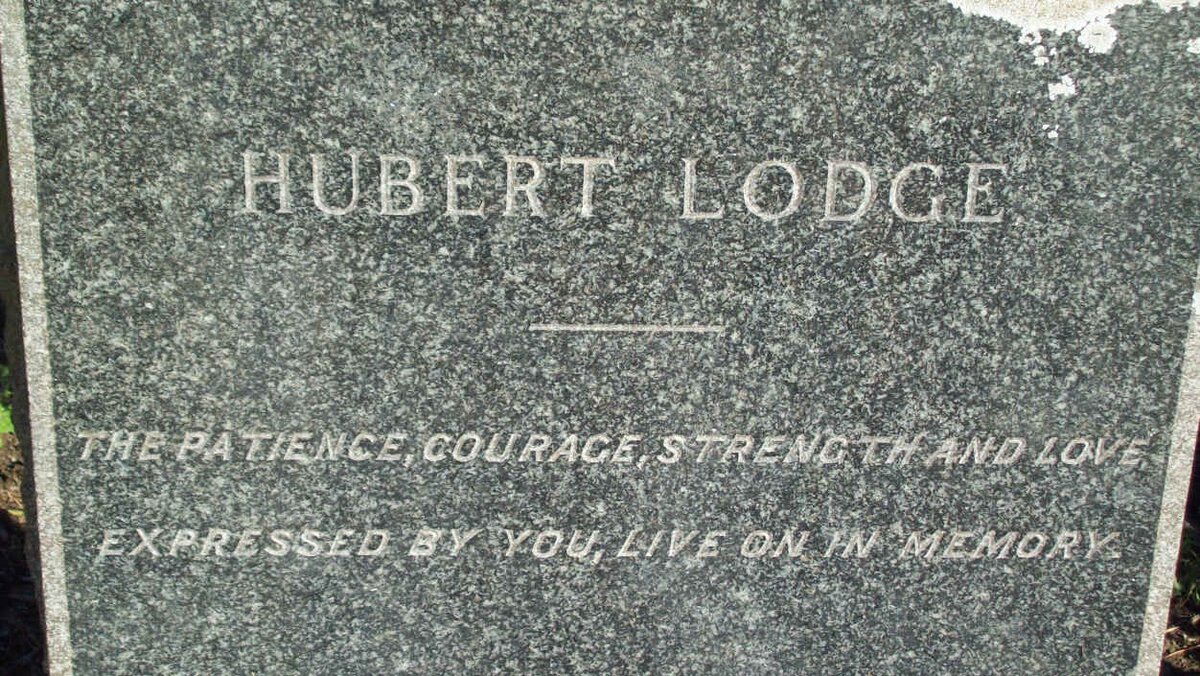 HUBERT LODGE
THE PATIENCE, COURAGE, STRENGTH AND LOVE
EXPRESSED BY YOU, LIVE ON IN MEMORY.